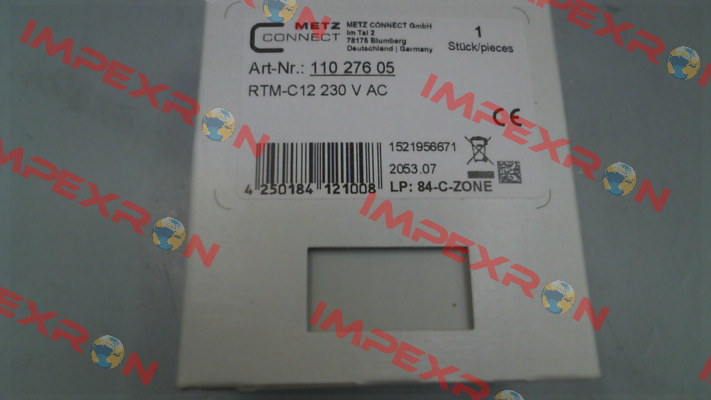 METZ CONNECT
METZ CONNECT GmbH
Im Tal 2
78176 Blumberg
Deutschland | Germany
1
Stück/pieces
Art-Nr.: 110 27 6 05
RTM-C12 230 V AC
CE
1521956671
2053.07
LP: 84-C-ZONE
4 250184 121008
IMPEXRON
IMPEXRON
IMPEXRON
IMPEXRON
IMPEXRON
IMPEXRON